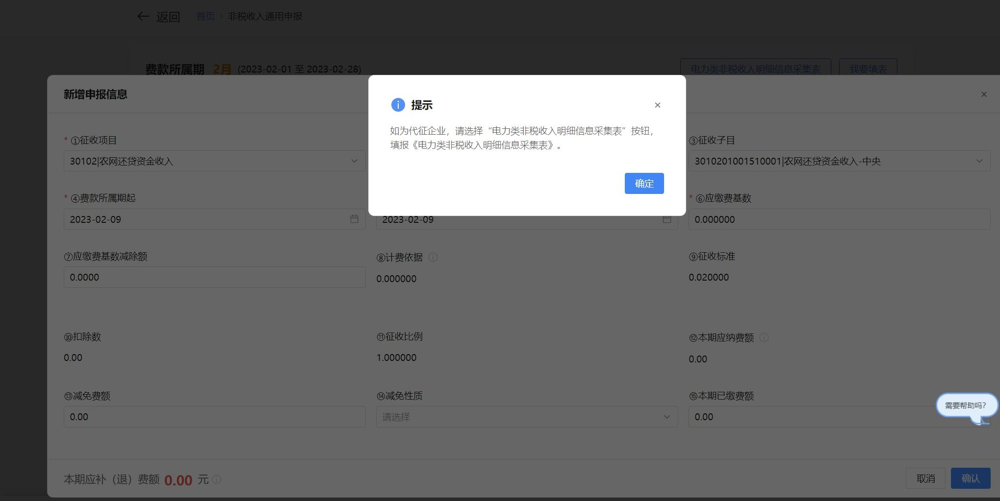 返回 首页 > 非税收入通用申报
费款所属期 2月 (2023-02-01 至 2023-02-28)
电力类非税收入明细信息采集表 我要填表
新增申报信息
提示
如为代征企业，请选择“电力类非税收入明细信息采集表”按钮，
填报《电力类非税收入明细信息采集表》。
确定
* ①征收项目
30102|农网还贷资金收入
③征收子目
3010201001510001|农网还贷资金收入-中央
* ④费款所属期起
2023-02-09
2023-02-09
* ⑥应缴费基数
0.000000
⑦应缴费基数减除额
0.0000
⑧计费依据
0.000000
⑨征收标准
0.020000
⑩扣除数
0.00
⑪征收比例
1.000000
⑫本期应纳费额
0.00
⑬减免费额
0.00
⑭减免性质
请选择
⑮本期已缴费额
0.00
需要帮助吗？
本期应补（退）费额 0.00 元
取消 确认